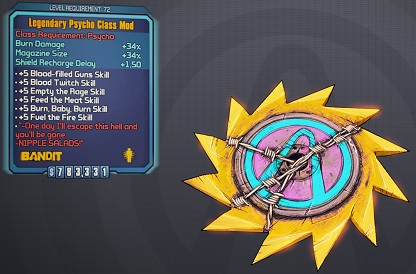 LEVEL REQUIREMENT: 72
Legendary Psycho Class Mod
Class Requirement: Psycho
Burn Damage +34%
Magazine Size +34%
Shield Recharge Delay +1.50
• +5 Blood-filled Guns Skill
• +5 Blood Twitch Skill
• +5 Empty the Rage Skill
• +5 Feed the Meat Skill
• +5 Burn, Baby, Burn Skill
• +5 Fuel the Fire Skill
• "-One day I'll escape this hell and
you'll be gone
-NIPPLE SALADS!"
BANDIT
$783331